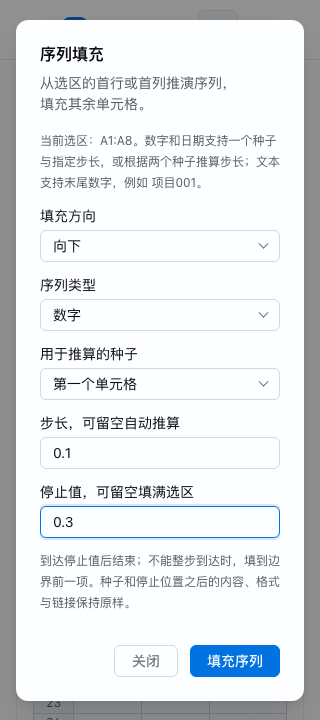 序列填充
从选区的首行或首列推演序列，
填充其余单元格。
当前选区：A1:A8。数字和日期支持一个种子
与指定步长，或根据两个种子推算步长；文本
支持末尾数字，例如 项目001。
填充方向
向下
序列类型
数字
用于推算的种子
第一个单元格
步长，可留空自动推算
0.1
停止值，可留空填满选区
0.3
到达停止值后结束；不能整步到达时，填到边
界前一项。种子和停止位置之后的内容、格式
与链接保持原样。
关闭
填充序列
23